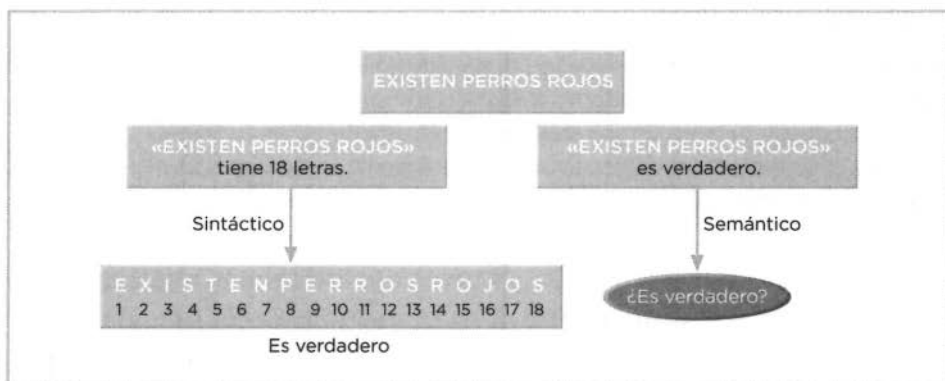 EXISTEN PERROS ROJOS
«EXISTEN PERROS ROJOS»
tiene 18 letras.
«EXISTEN PERROS ROJOS»
es verdadero.
Sintáctico
Semántico
E X I S T E N P E R R O S R O J O S
1 2 3 4 5 6 7 8 9 10 11 12 13 14 15 16 17 18
¿Es verdadero?
Es verdadero